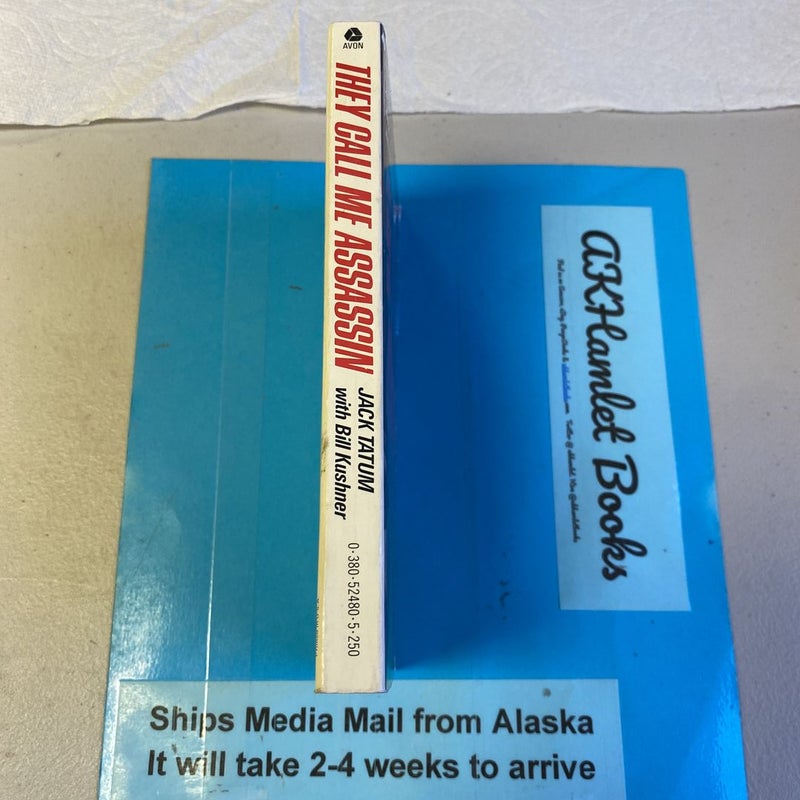 AVON
THEY CALL ME ASSASSIN
JACK TATUM
with Bill Kushner
0·380·52480·5·250
AKHamlet Books
Ships Media Mail from Alaska
It will take 2-4 weeks to arrive